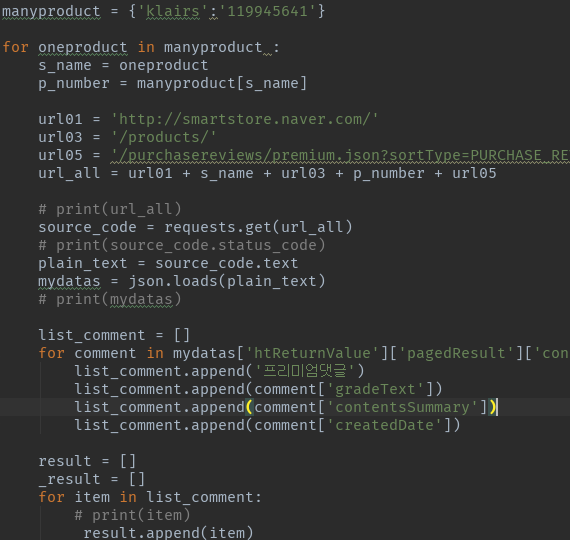 manyproduct = {'klairs':'119945641'}
for oneproduct in manyproduct :
s_name = oneproduct
p_number = manyproduct[s_name]
url01 = 'http://smartstore.naver.com/'
url03 = '/products/'
url05 = '/purchasereviews/premium.json?sortType=PURCHASE_RE
url_all = url01 + s_name + url03 + p_number + url05
# print(url_all)
source_code = requests.get(url_all)
# print(source_code.status_code)
plain_text = source_code.text
mydatas = json.loads(plain_text)
# print(mydatas)
list_comment = []
for comment in mydatas['htReturnValue']['pagedResult']['con
list_comment.append('프리미엄댓글')
list_comment.append(comment['gradeText'])
list_comment.append(comment['contentsSummary'])
list_comment.append(comment['createdDate'])
result = []
_result = []
for item in list_comment:
# print(item)
result.append(item)